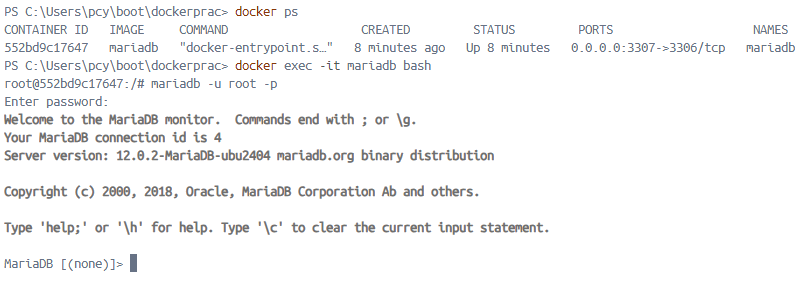 PS C:\Users\pcy\boot\dockerprac> docker ps
CONTAINER ID   IMAGE     COMMAND                   CREATED         STATUS         PORTS                    NAMES
552bd9c17647   mariadb   "docker-entrypoint.s…"   8 minutes ago   Up 8 minutes   0.0.0.0:3307->3306/tcp   mariadb
PS C:\Users\pcy\boot\dockerprac> docker exec -it mariadb bash
root@552bd9c17647:/# mariadb -u root -p
Enter password:
Welcome to the MariaDB monitor.  Commands end with ; or \g.
Your MariaDB connection id is 4
Server version: 12.0.2-MariaDB-ubu2404 mariadb.org binary distribution
Copyright (c) 2000, 2018, Oracle, MariaDB Corporation Ab and others.
Type 'help;' or '\h' for help. Type '\c' to clear the current input statement.
MariaDB [(none)]>